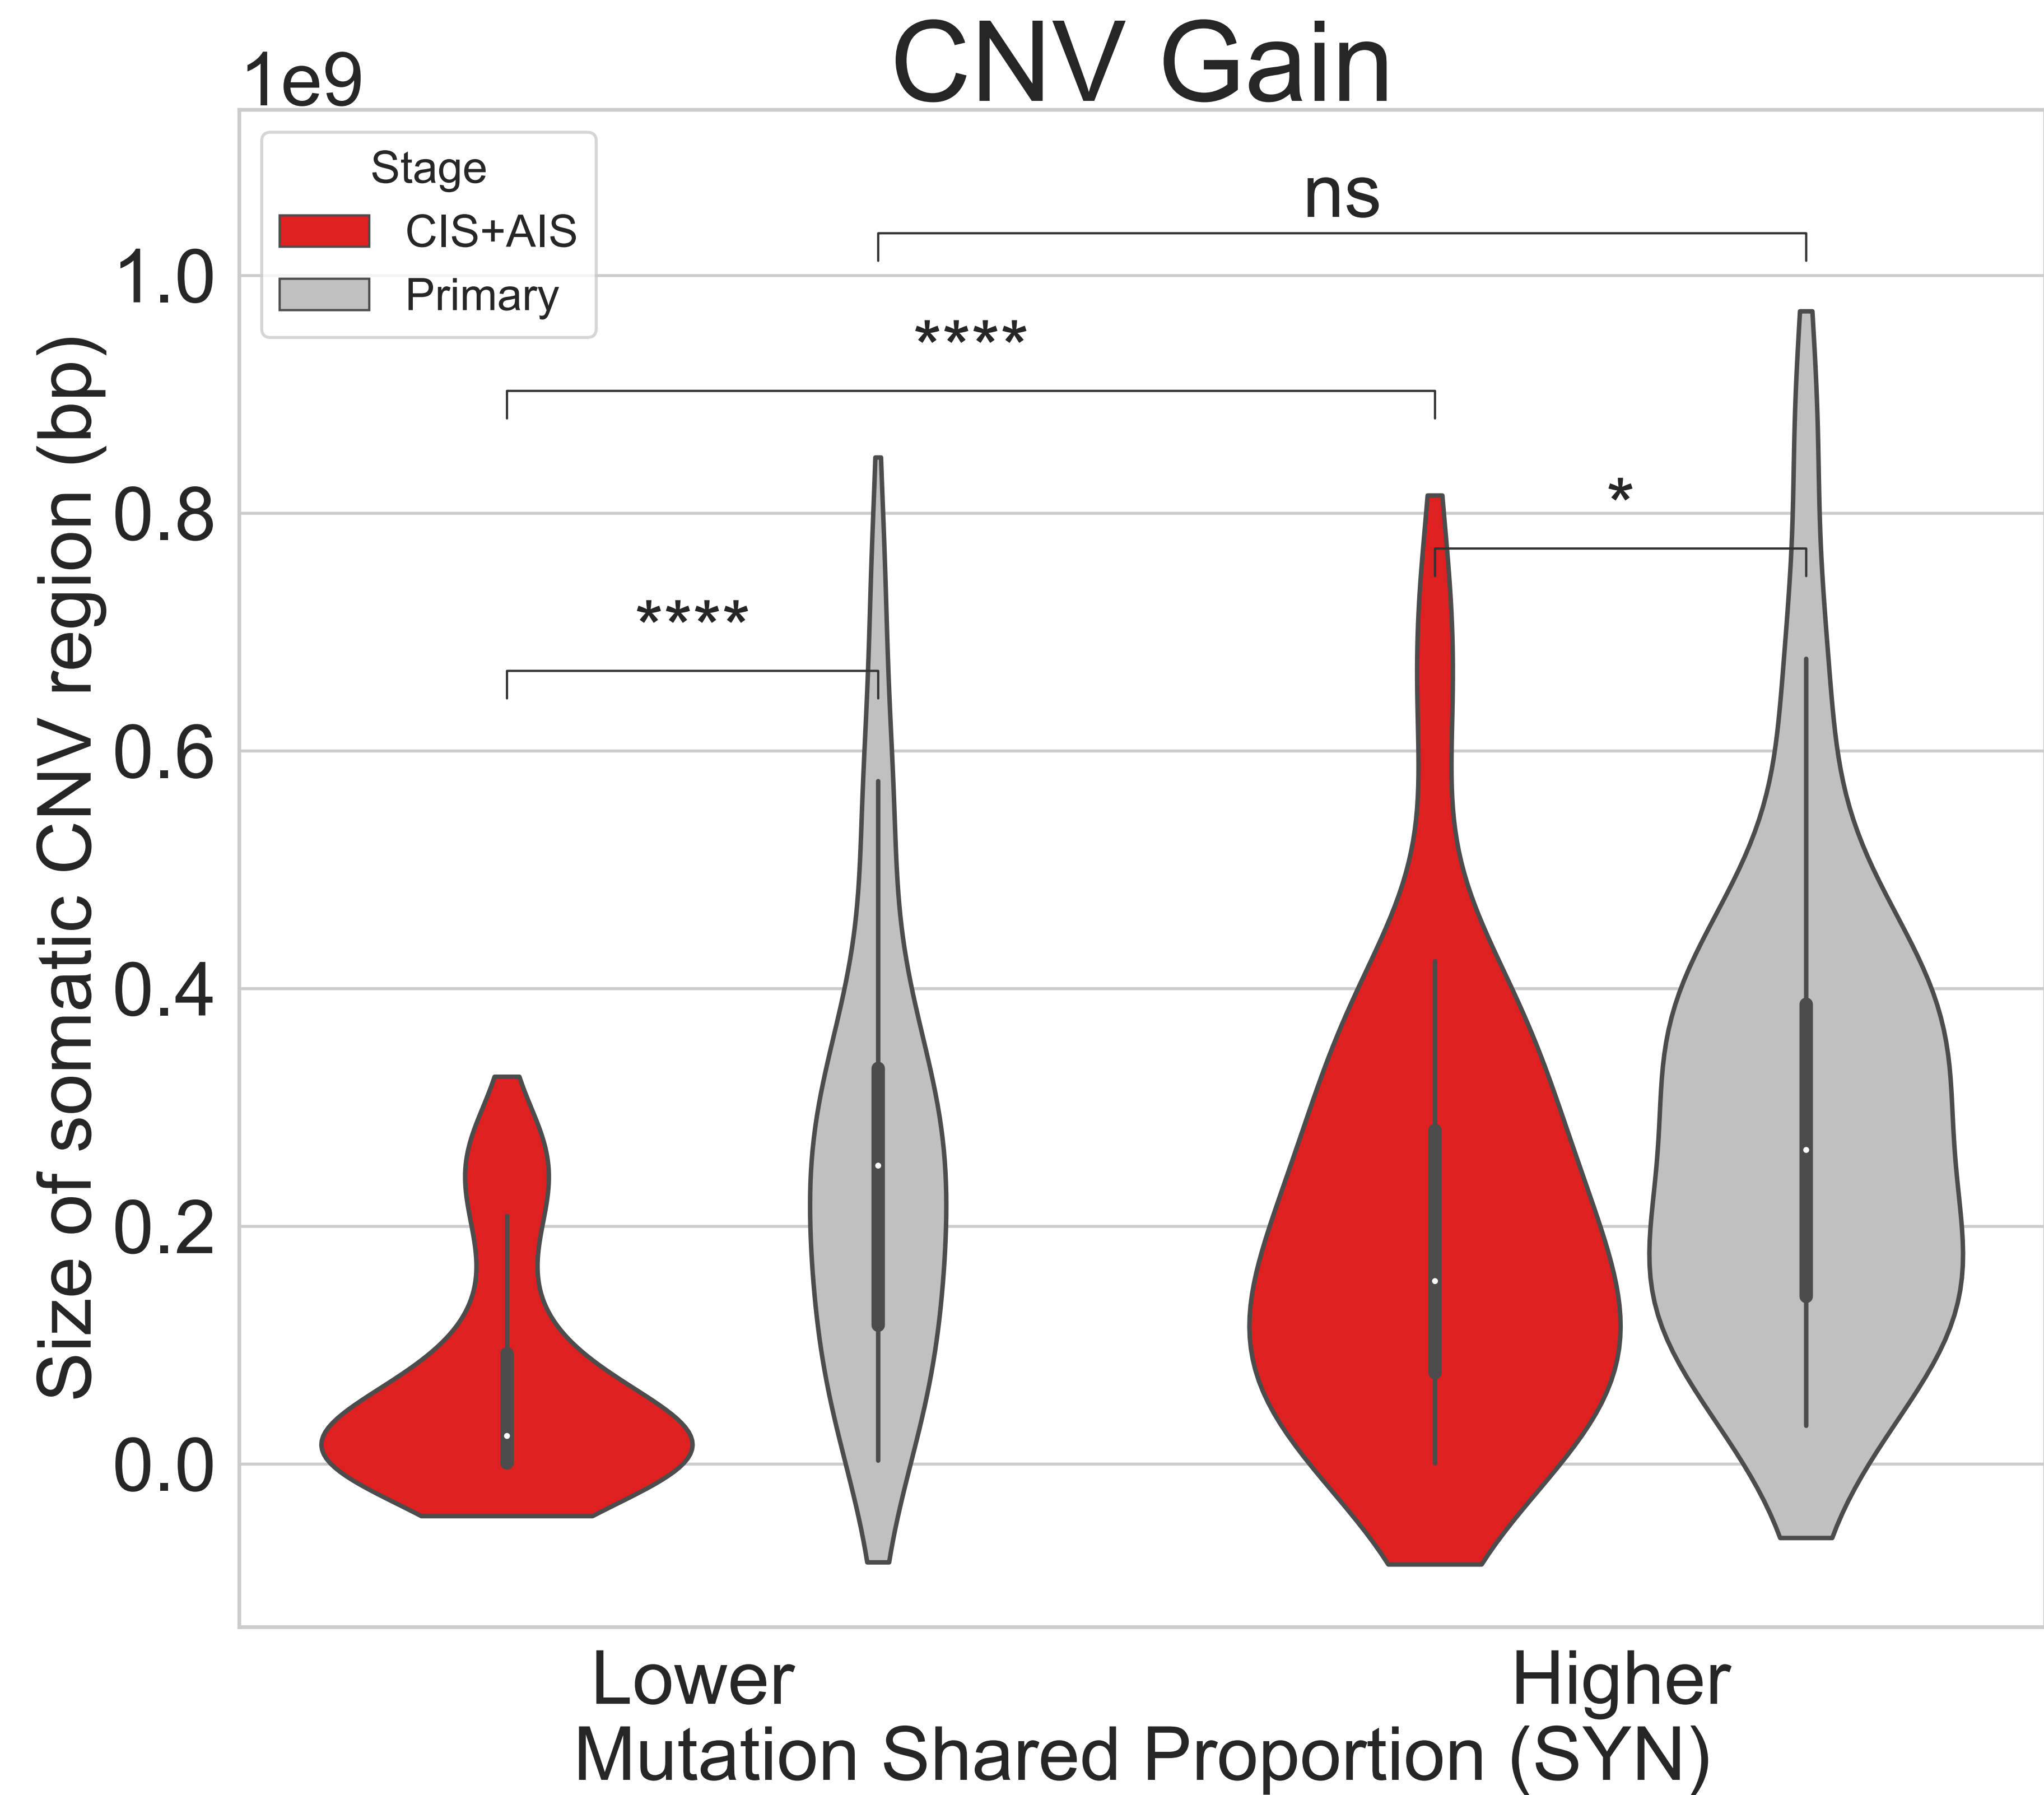 CNV Gain
1e9
Stage
CIS+AIS
Primary
ns
****
*
****
1.0
0.8
0.6
0.4
0.2
0.0
Size of somatic CNV region (bp)
Lower
Higher
Mutation Shared Proportion (SYN)